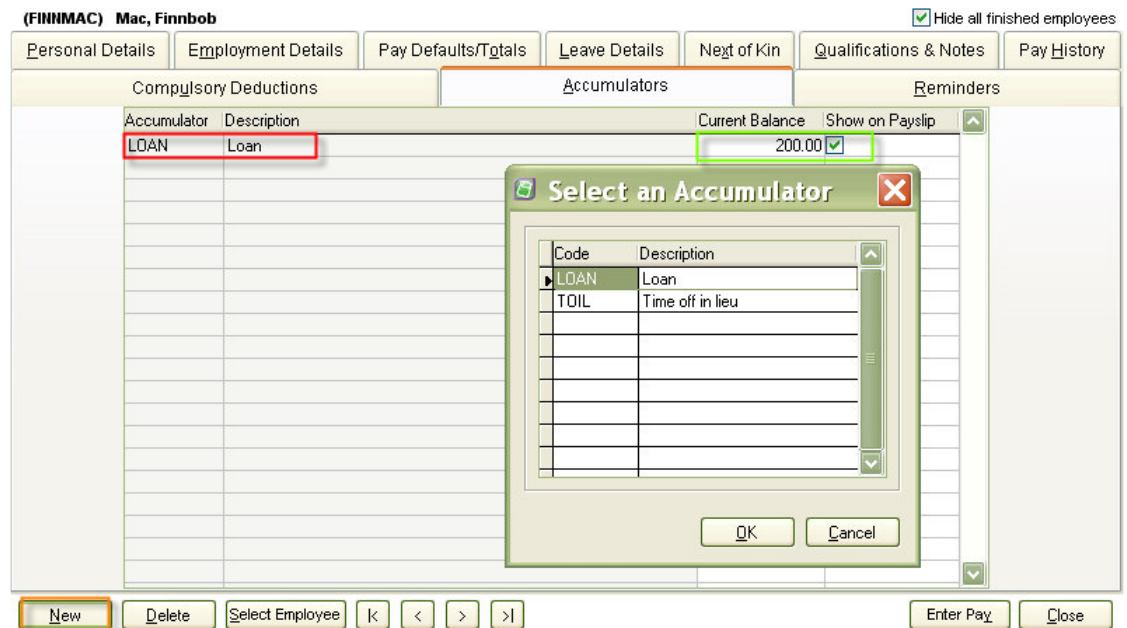 (FINNMAC) Mac, Finnbob Hide all finished employees
Personal Details Employment Details Pay Defaults/Totals Leave Details Next of Kin Qualifications & Notes Pay History
Compulsory Deductions Accumulators Reminders
Accumulator Description Current Balance Show on Payslip
LOAN Loan 200.00
Select an Accumulator
Code Description
LOAN Loan
TOIL Time off in lieu
OK Cancel
New Delete Select Employee |< < > >| Enter Pay Close